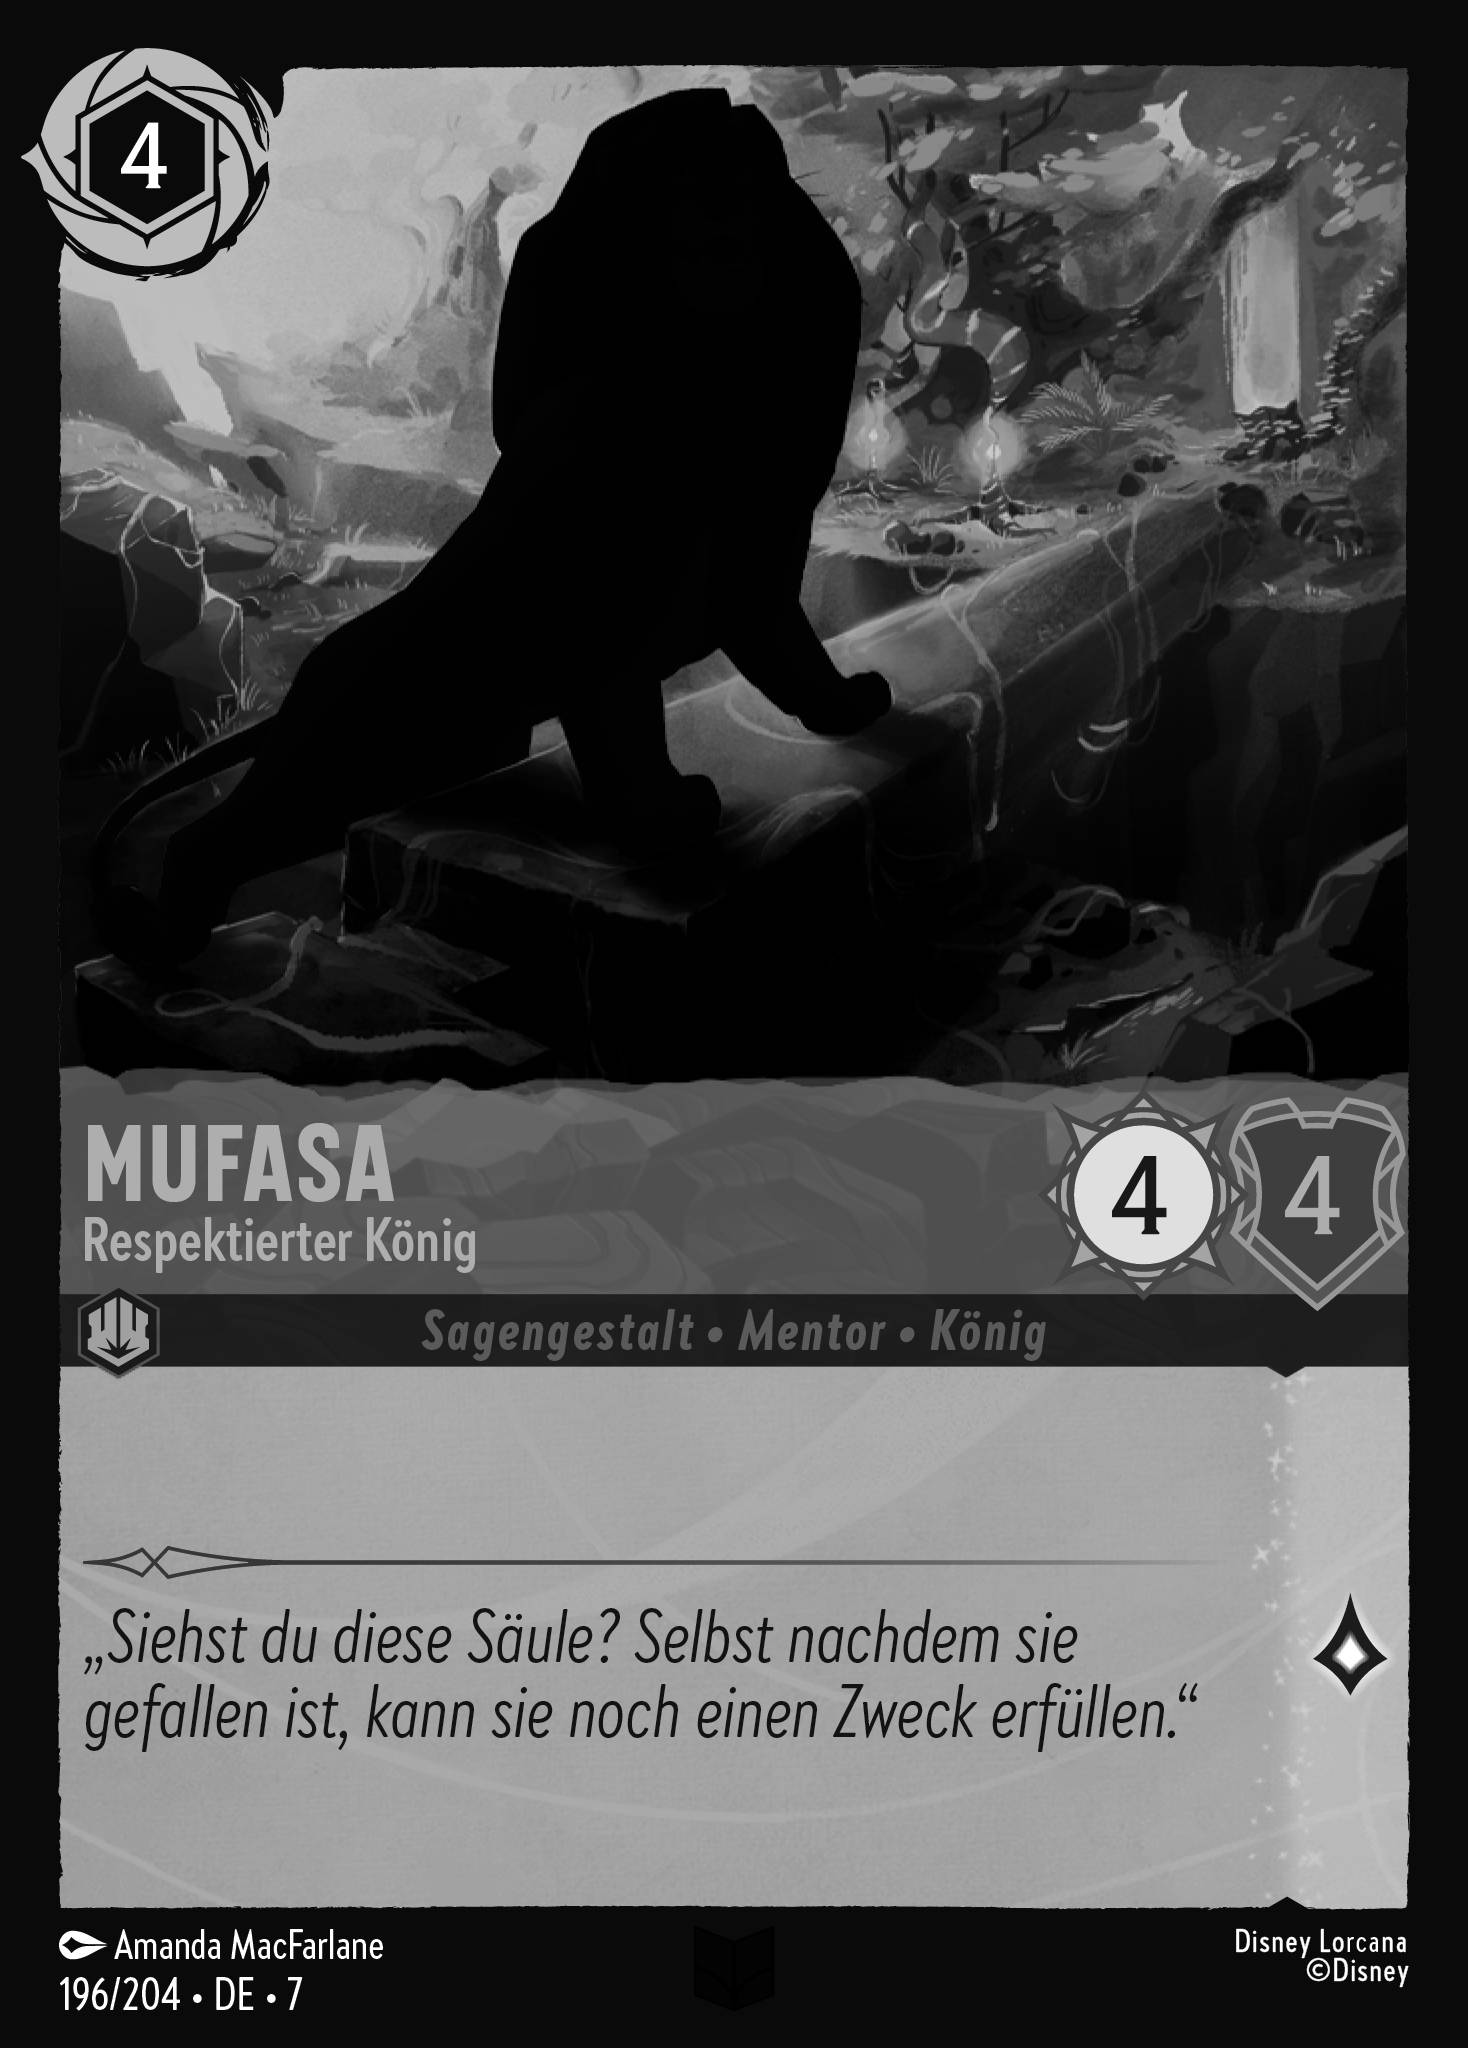 4
MUFASA
Respektierter König
4 4
Sagengestalt • Mentor • König
„Siehst du diese Säule? Selbst nachdem sie
gefallen ist, kann sie noch einen Zweck erfüllen.“
Amanda MacFarlane
196/204 • DE • 7
Disney Lorcana
©Disney